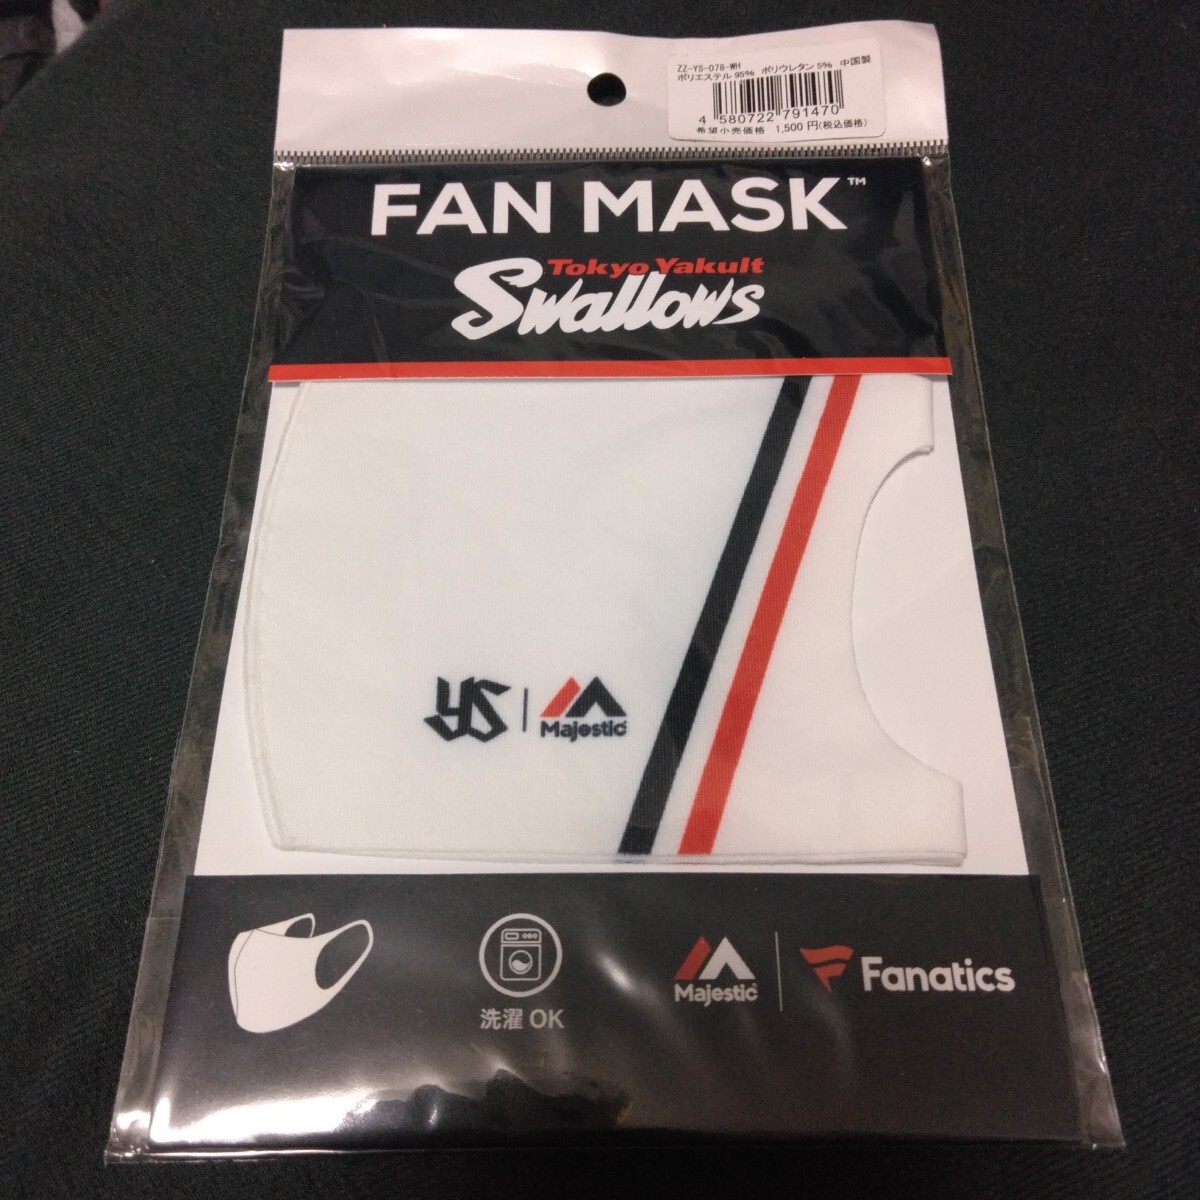 ZZ-YS-078-WH
ポリエステル 95% ポリウレタン 5% 中国製
4 580722 791470
希望小売価格 1,500 円(税込価格)
FAN MASK™
Tokyo Yakult
Swallows
YS | Majestic
洗濯 OK
Majestic | Fanatics